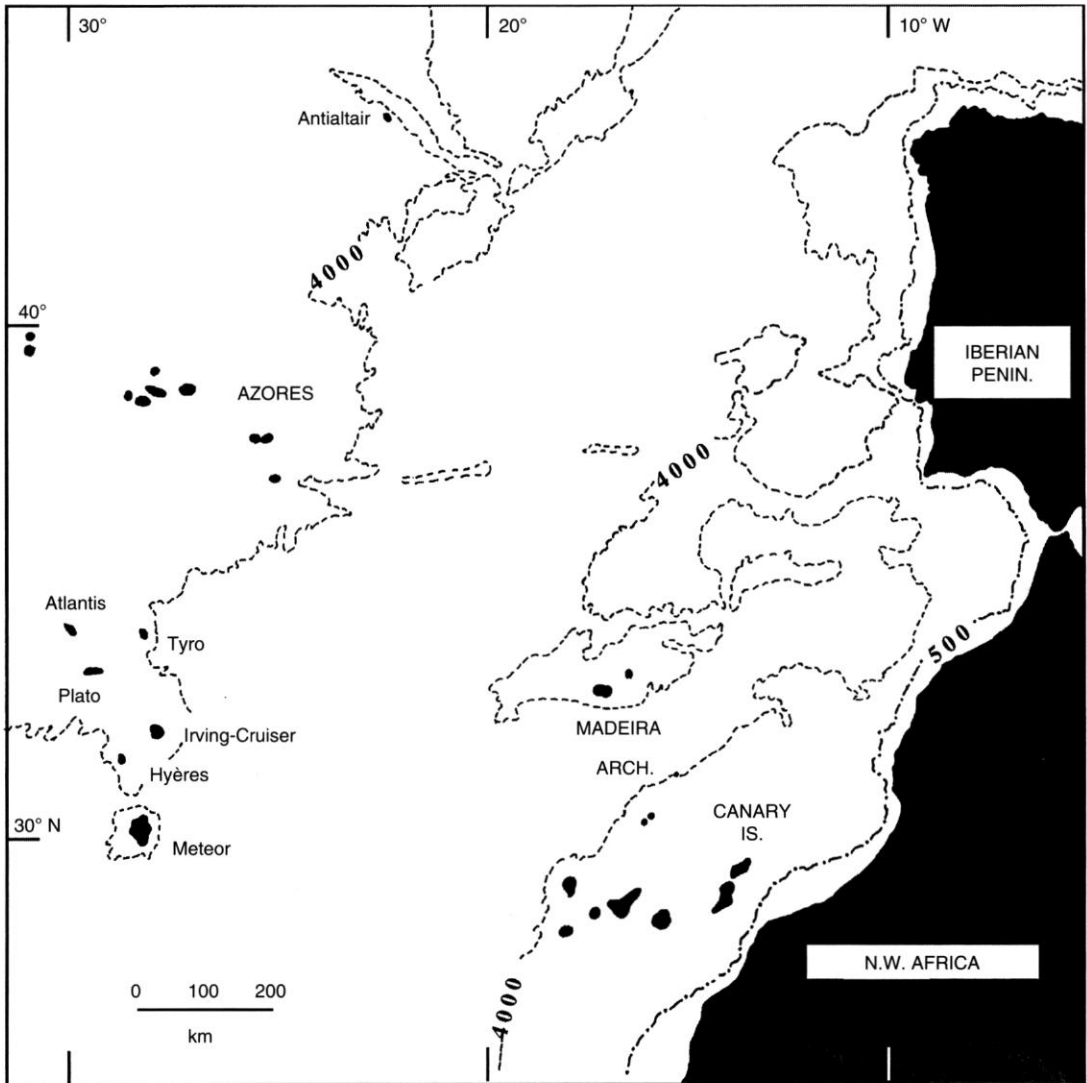 30°
20°
10° W
Antialtair
4000
40°
IBERIAN
PENIN.
AZORES
4000
Atlantis
Tyro
500
Plato
MADEIRA
Irving-Cruiser
ARCH.
Hyères
CANARY
IS.
30° N
Meteor
N.W. AFRICA
0 100 200
km
4000